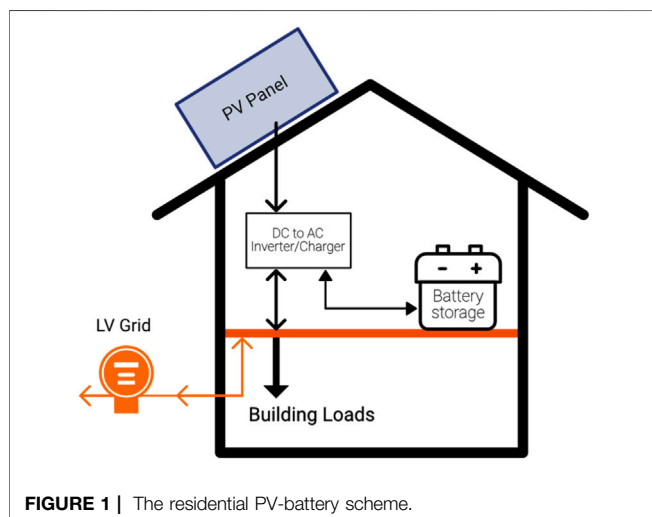 PV Panel
DC to AC
Inverter/Charger
- +
Battery
storage
LV Grid
Building Loads
FIGURE 1 | The residential PV-battery scheme.